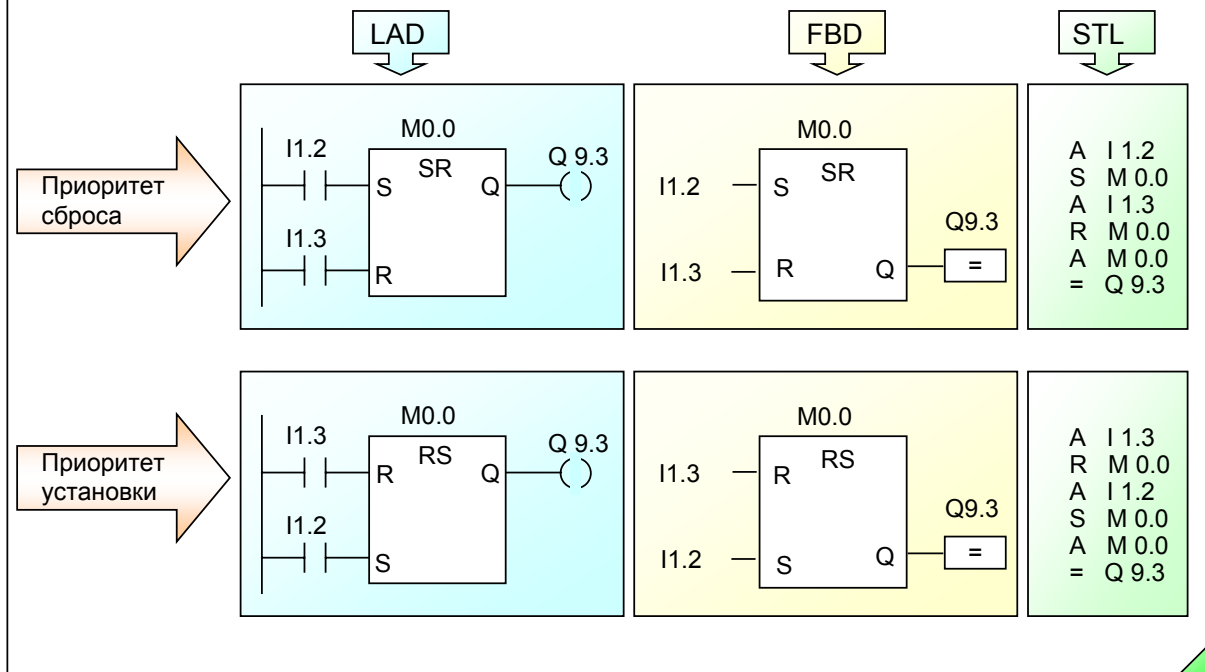 LAD
FBD
STL
Приоритет
сброса
M0.0
I1.2
SR
Q 9.3
S
Q
I1.3
R
M0.0
SR
I1.2
S
Q9.3
I1.3
R
Q
=
A I 1.2
S M 0.0
A I 1.3
R M 0.0
A M 0.0
= Q 9.3
Приоритет
установки
M0.0
I1.3
RS
Q 9.3
R
Q
I1.2
S
M0.0
RS
I1.3
R
Q9.3
I1.2
S
Q
=
A I 1.3
R M 0.0
A I 1.2
S M 0.0
A M 0.0
= Q 9.3